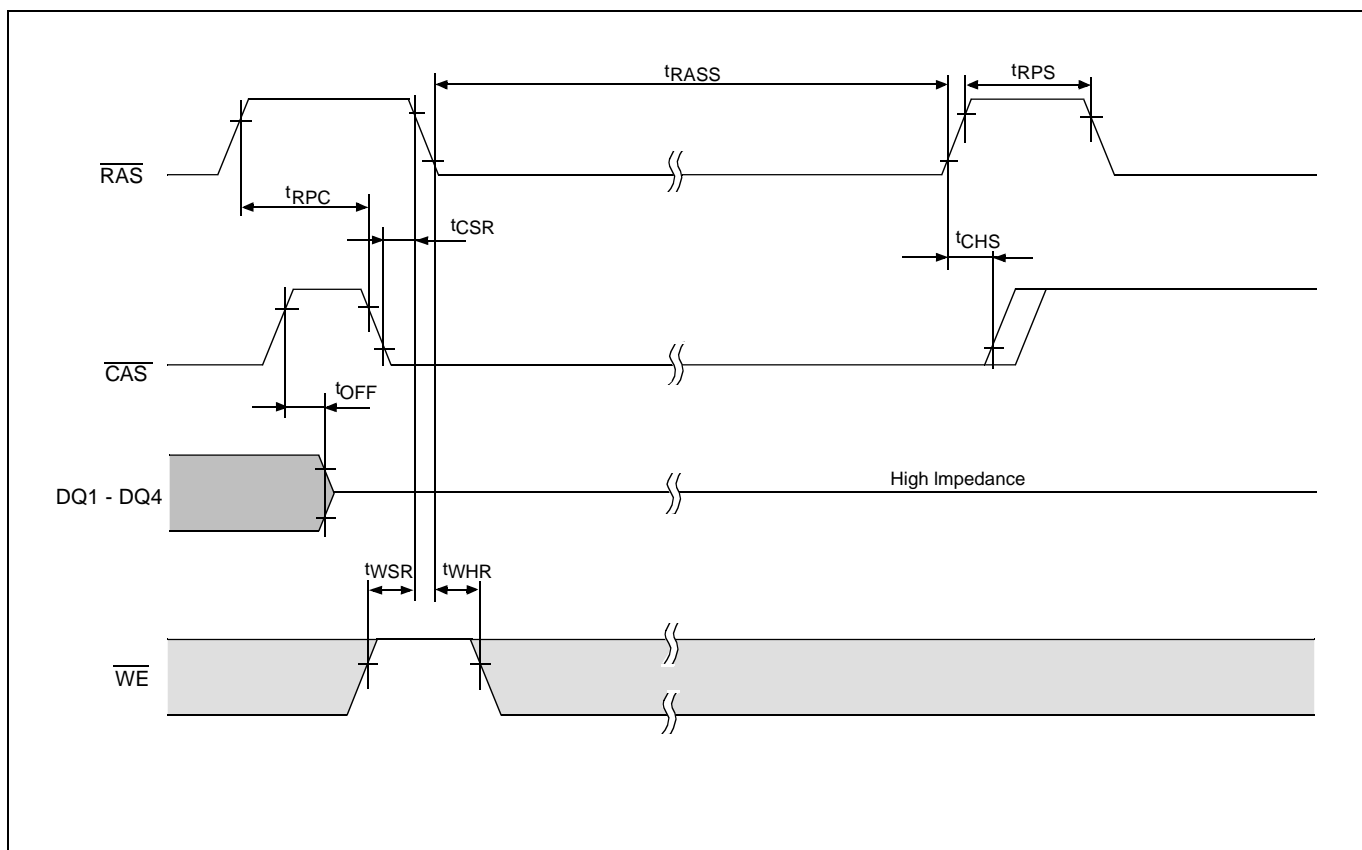 tRASS
tRPS
RAS
tRPC
tCSR
tCHS
CAS
tOFF
DQ1 - DQ4
High Impedance
tWSR
tWHR
WE